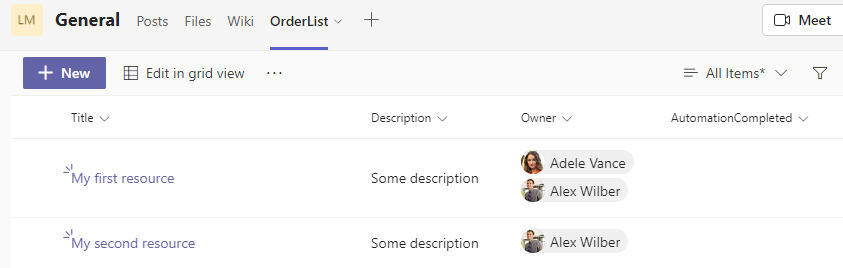 LM General Posts Files Wiki OrderList Meet
New Edit in grid view ··· All Items*
Title Description Owner AutomationCompleted
My first resource Some description Adele Vance
Alex Wilber
My second resource Some description Alex Wilber